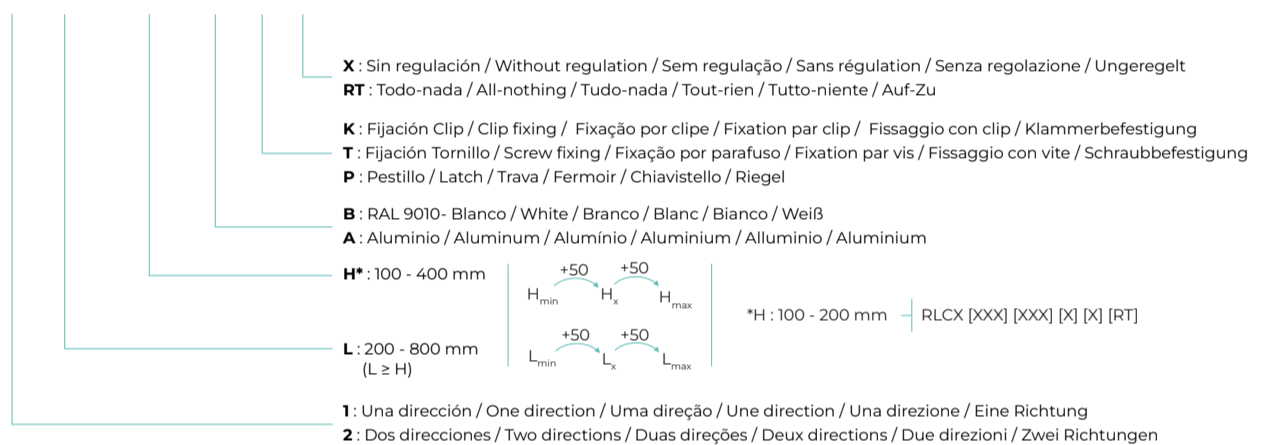 X : Sin regulación / Without regulation / Sem regulação / Sans régulation / Senza regolazione / Ungeregelt
RT : Todo-nada / All-nothing / Tudo-nada / Tout-rien / Tutto-niente / Auf-Zu
K : Fijación Clip / Clip fixing / Fixação por clipe / Fixation par clip / Fissaggio con clip / Klammerbefestigung
T : Fijación Tornillo / Screw fixing / Fixação por parafuso / Fixation par vis / Fissaggio con vite / Schraubbefestigung
P : Pestillo / Latch / Trava / Fermoir / Chiavistello / Riegel
B : RAL 9010- Blanco / White / Branco / Blanc / Bianco / Weiß
A : Aluminio / Aluminum / Alumínio / Aluminium / Alluminio / Aluminium
H* : 100 - 400 mm
+50 +50
Hmin Hx Hmax
*H : 100 - 200 mm RLCX [XXX] [XXX] [X] [X] [RT]
L : 200 - 800 mm
(L ≥ H)
+50 +50
Lmin Lx Lmax
1 : Una dirección / One direction / Uma direção / Une direction / Una direzione / Eine Richtung
2 : Dos direcciones / Two directions / Duas direções / Deux directions / Due direzioni / Zwei Richtungen